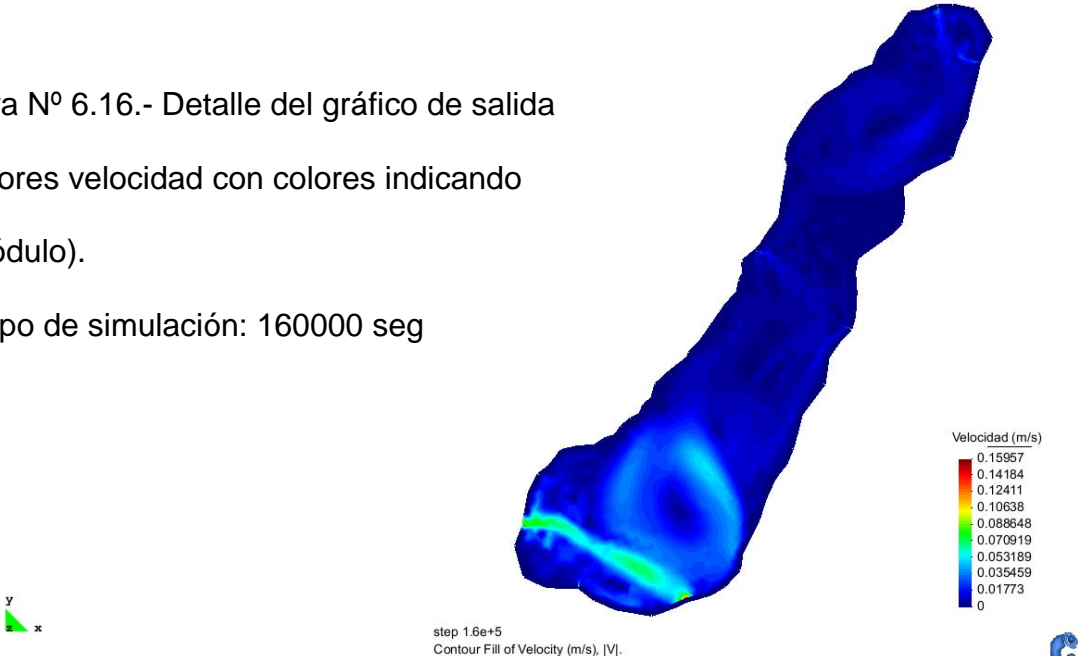 a Nº 6.16.- Detalle del gráfico de salida
ores velocidad con colores indicando
ódulo).
po de simulación: 160000 seg
Velocidad (m/s)
0.15957
0.14184
0.12411
0.10638
0.088648
0.070919
0.053189
0.035459
0.01773
0
y
z x
step 1.6e+5
Contour Fill of Velocity (m/s), |V|.